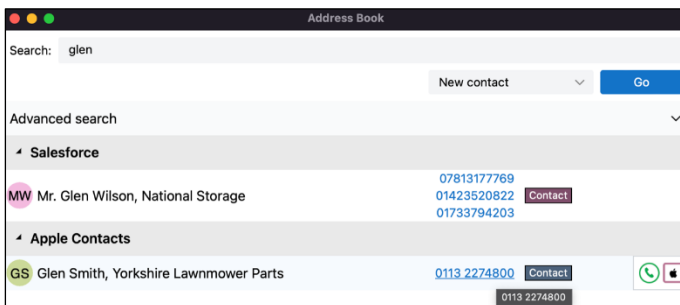 Address Book
Search: glen
New contact Go
Advanced search
Salesforce
07813177769
MW Mr. Glen Wilson, National Storage 01423520822 Contact
01733794203
Apple Contacts
GS Glen Smith, Yorkshire Lawnmower Parts 0113 2274800 Contact
0113 2274800